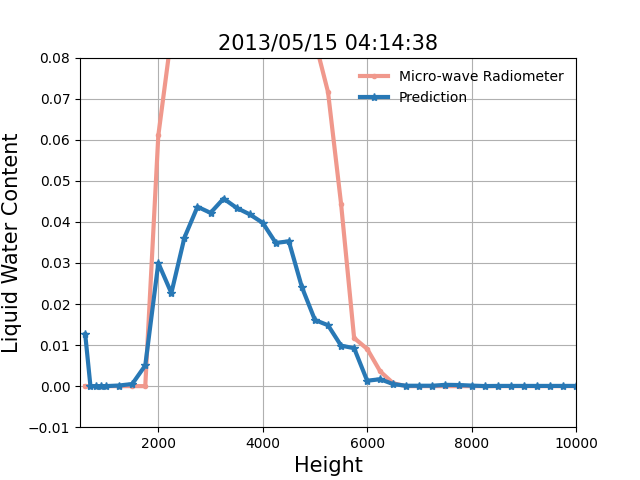 2013/05/15 04:14:38
0.08
0.07
0.06
0.05
0.04
0.03
0.02
0.01
0.00
−0.01
Liquid Water Content
Micro-wave Radiometer
Prediction
2000 4000 6000 8000 10000
Height